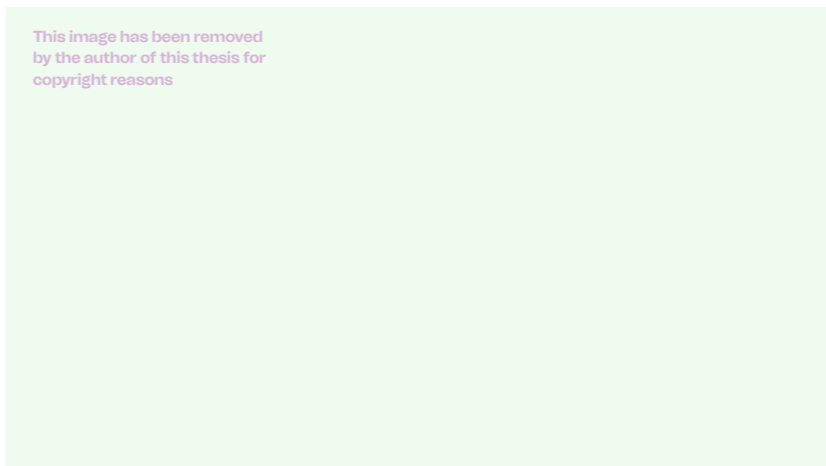 This image has been removed
by the author of this thesis for
copyright reasons